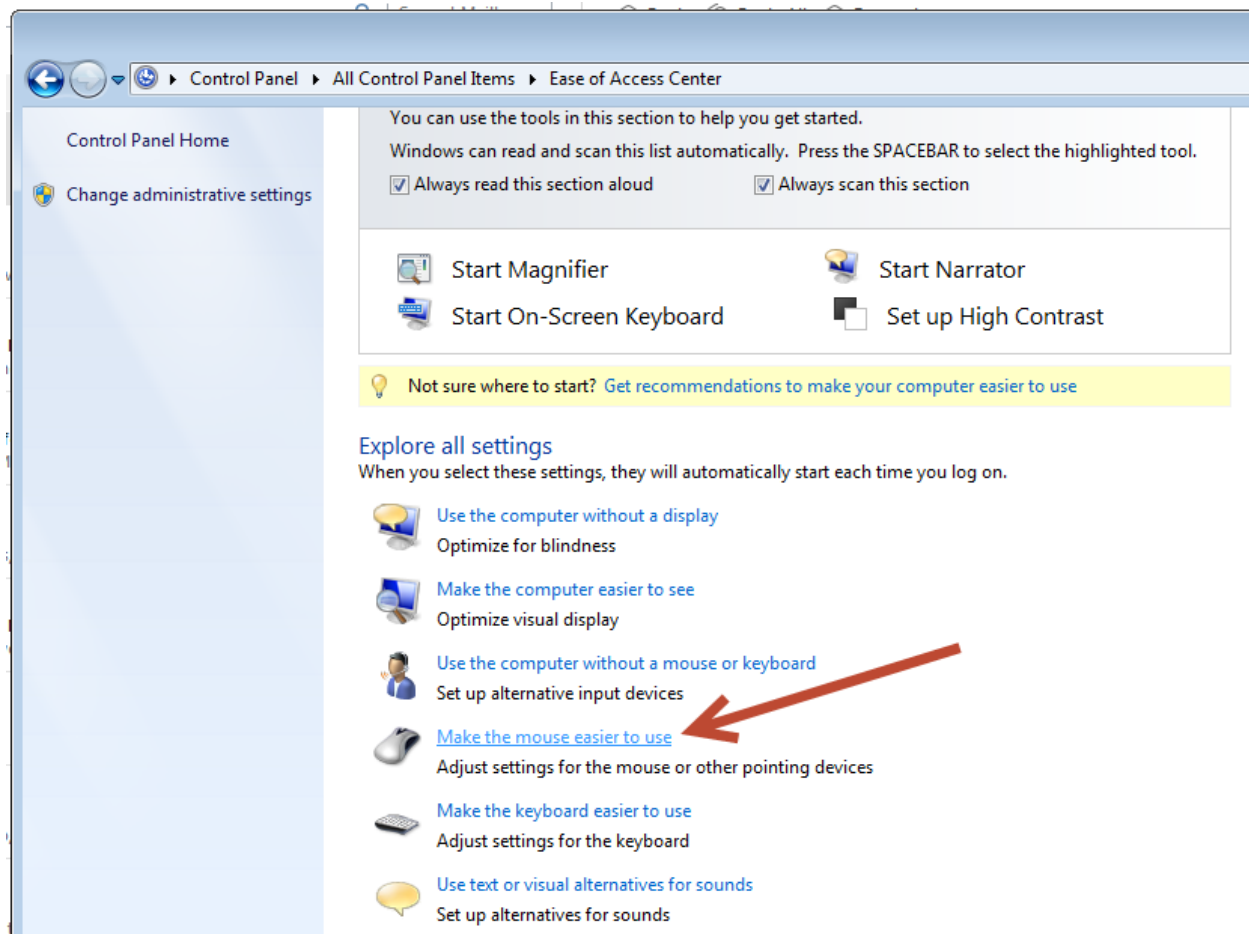 Control Panel ▸ All Control Panel Items ▸ Ease of Access Center
Control Panel Home
Change administrative settings
You can use the tools in this section to help you get started.
Windows can read and scan this list automatically. Press the SPACEBAR to select the highlighted tool.
Always read this section aloud
Always scan this section
Start Magnifier
Start Narrator
Start On-Screen Keyboard
Set up High Contrast
Not sure where to start? Get recommendations to make your computer easier to use
Explore all settings
When you select these settings, they will automatically start each time you log on.
Use the computer without a display
Optimize for blindness
Make the computer easier to see
Optimize visual display
Use the computer without a mouse or keyboard
Set up alternative input devices
Make the mouse easier to use
Adjust settings for the mouse or other pointing devices
Make the keyboard easier to use
Adjust settings for the keyboard
Use text or visual alternatives for sounds
Set up alternatives for sounds